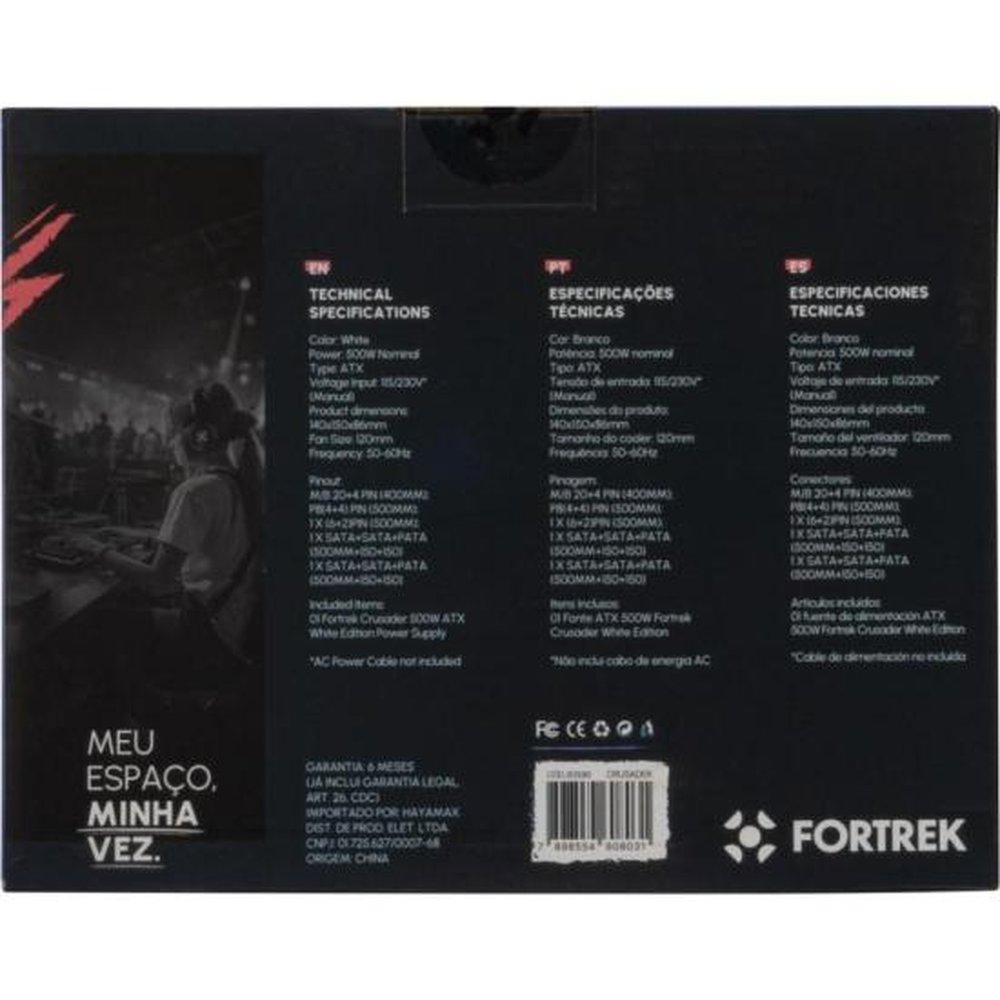 EN
TECHNICAL
SPECIFICATIONS
Color: White
Power: 500W Nominal
Type: ATX
Voltage Input: 115/230V*
(Manual)
Product dimensions:
140x150x86mm
Fan Size: 120mm
Frequency: 50-60Hz
Pinout:
M/B 20+4 PIN (400MM);
P8(4+4) PIN (500MM);
1 X (6+2)PIN (500MM);
1 X SATA+SATA+PATA
(500MM+150+150)
1 X SATA+SATA+PATA
(500MM+150+150)
Included Items:
01 Fortrek Crusader 500W ATX
White Edition Power Supply
*AC Power Cable not included
PT
ESPECIFICAÇÕES
TÉCNICAS
Cor: Branco
Potência: 500W nominal
Tipo: ATX
Tensão de entrada: 115/230V*
(Manual)
Dimensões do produto:
140x150x86mm
Tamanho do cooler: 120mm
Frequência: 50-60Hz
Pinagem:
M/B 20+4 PIN (400MM);
P8(4+4) PIN (500MM);
1 X (6+2)PIN (500MM);
1 X SATA+SATA+PATA
(500MM+150+150)
1 X SATA+SATA+PATA
(500MM+150+150)
Itens Inclusos:
01 Fonte ATX 500W Fortrek
Crusader White Edition
*Não inclui cabo de energia AC
ES
ESPECIFICACIONES
TECNICAS
Color: Branco
Potencia: 500W nominal
Tipo: ATX
Voltaje de entrada: 115/230V*
(Manual)
Dimensiones del producto:
140x150x86mm
Tamaño del ventilador: 120mm
Frecuencia: 50-60Hz
Conectores:
M/B 20+4 PIN (400MM);
P8(4+4) PIN (500MM);
1 X (6+2)PIN (500MM);
1 X SATA+SATA+PATA
(500MM+150+150)
1 X SATA+SATA+PATA
(500MM+150+150)
Artículos incluidos:
01 fuente de alimentación ATX
500W Fortrek Crusader White Edition
*Cable de alimentación no incluida
MEU
ESPAÇO,
MINHA
VEZ.
GARANTIA: 6 MESES
(JÁ INCLUI GARANTIA LEGAL,
ART. 26, CDC)
IMPORTADO POR: HAYAMAX
DIST. DE PROD. ELET. LTDA.
CNPJ: 01.725.627/0007-68
ORIGEM: CHINA
FC CE
CRUSADER
7 898554 808031
FORTREK